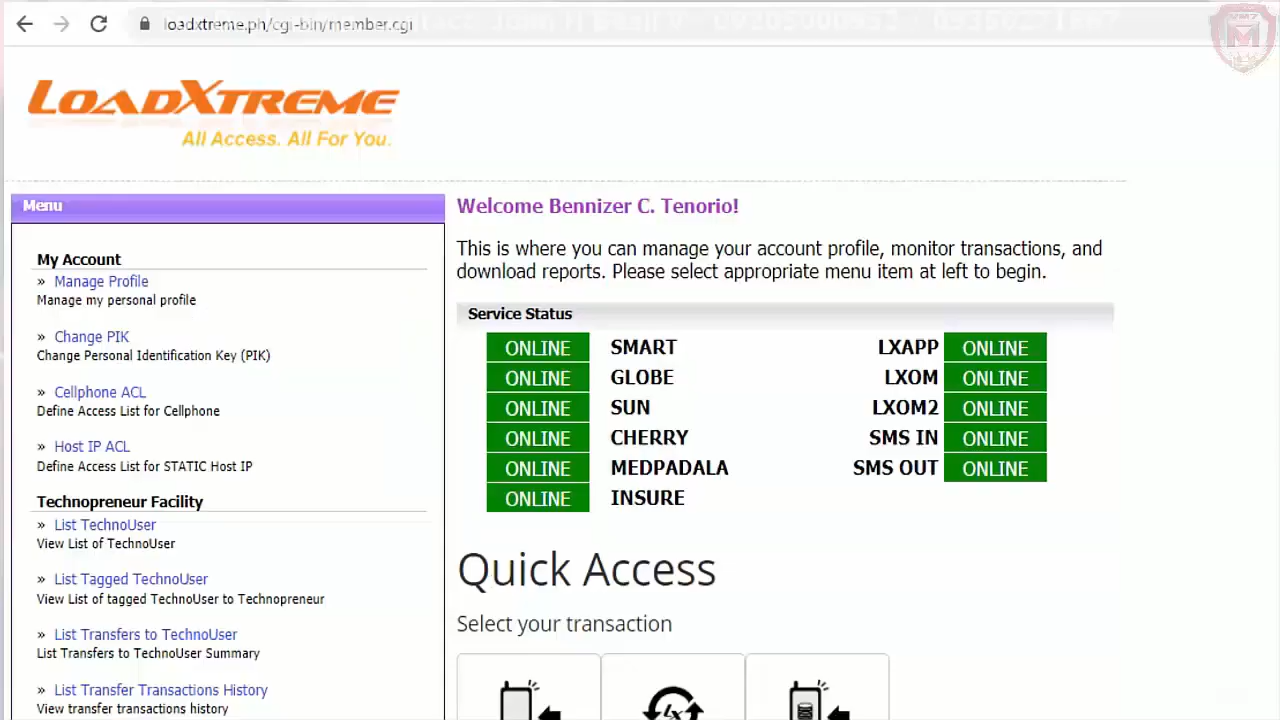 loadxtreme.ph/cgi-bin/member.cgi
VM7
M
LOADXTREME
All Access. All For You.
Menu
My Account
» Manage Profile
Manage my personal profile
» Change PIK
Change Personal Identification Key (PIK)
» Cellphone ACL
Define Access List for Cellphone
» Host IP ACL
Define Access List for STATIC Host IP
Technopreneur Facility
» List TechnoUser
View List of TechnoUser
» List Tagged TechnoUser
View List of tagged TechnoUser to Technopreneur
» List Transfers to TechnoUser
List Transfers to TechnoUser Summary
» List Transfer Transactions History
View transfer transactions history
Welcome Bennizer C. Tenorio!
This is where you can manage your account profile, monitor transactions, and
download reports. Please select appropriate menu item at left to begin.
Service Status
ONLINE SMART LXAPP ONLINE
ONLINE GLOBE LXOM ONLINE
ONLINE SUN LXOM2 ONLINE
ONLINE CHERRY SMS IN ONLINE
ONLINE MEDPADALA SMS OUT ONLINE
ONLINE INSURE
Quick Access
Select your transaction
LX